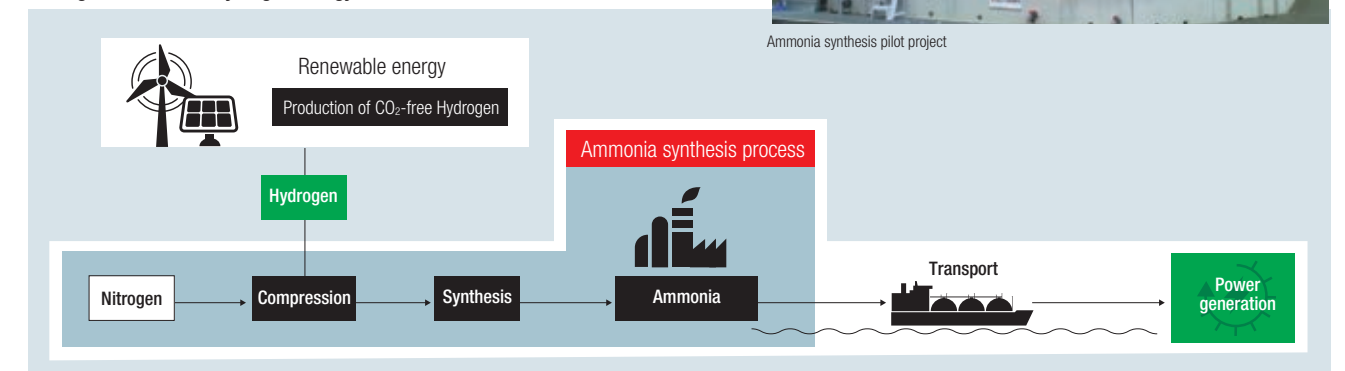 Ammonia synthesis pilot project
Renewable energy
Production of CO₂-free Hydrogen
Ammonia synthesis process
Hydrogen
Nitrogen
Compression
Synthesis
Ammonia
Transport
Power
generation